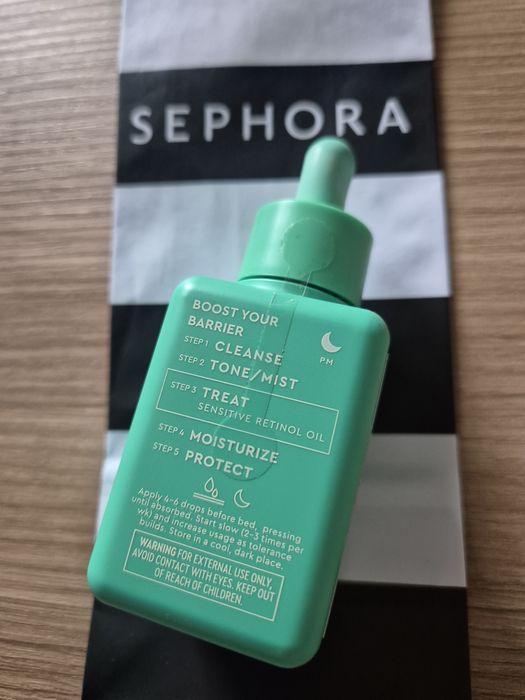 SEPHORA
BOOST YOUR
BARRIER
PM
STEP 1 CLEANSE
STEP 2 TONE/MIST
STEP 3 TREAT
SENSITIVE RETINOL OIL
STEP 4 MOISTURIZE
STEP 5 PROTECT
Apply 4-6 drops before bed, pressing
until absorbed. Start slow (2-3 times per
wk) and increase usage as tolerance
builds. Store in a cool, dark place.
WARNING FOR EXTERNAL USE ONLY,
AVOID CONTACT WITH EYES. KEEP OUT
OF REACH OF CHILDREN.